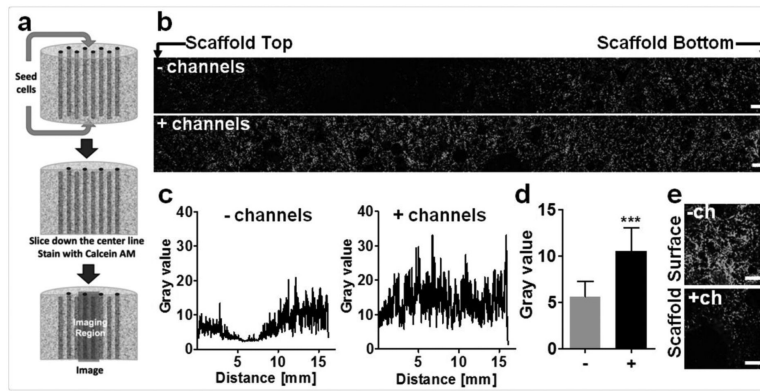 a
Seed
cells
Slice down the center line
Stain with Calcein AM
Imaging
Region
Image
b
Scaffold Top
Scaffold Bottom
- channels
+ channels
c
- channels
Gray value
40
30
20
10
0
5
10
15
Distance [mm]
+ channels
Gray value
40
30
20
10
0
5
10
15
Distance [mm]
d
Gray value
15
10
5
0
***
-
+
e
Scaffold Surface
-ch
+ch